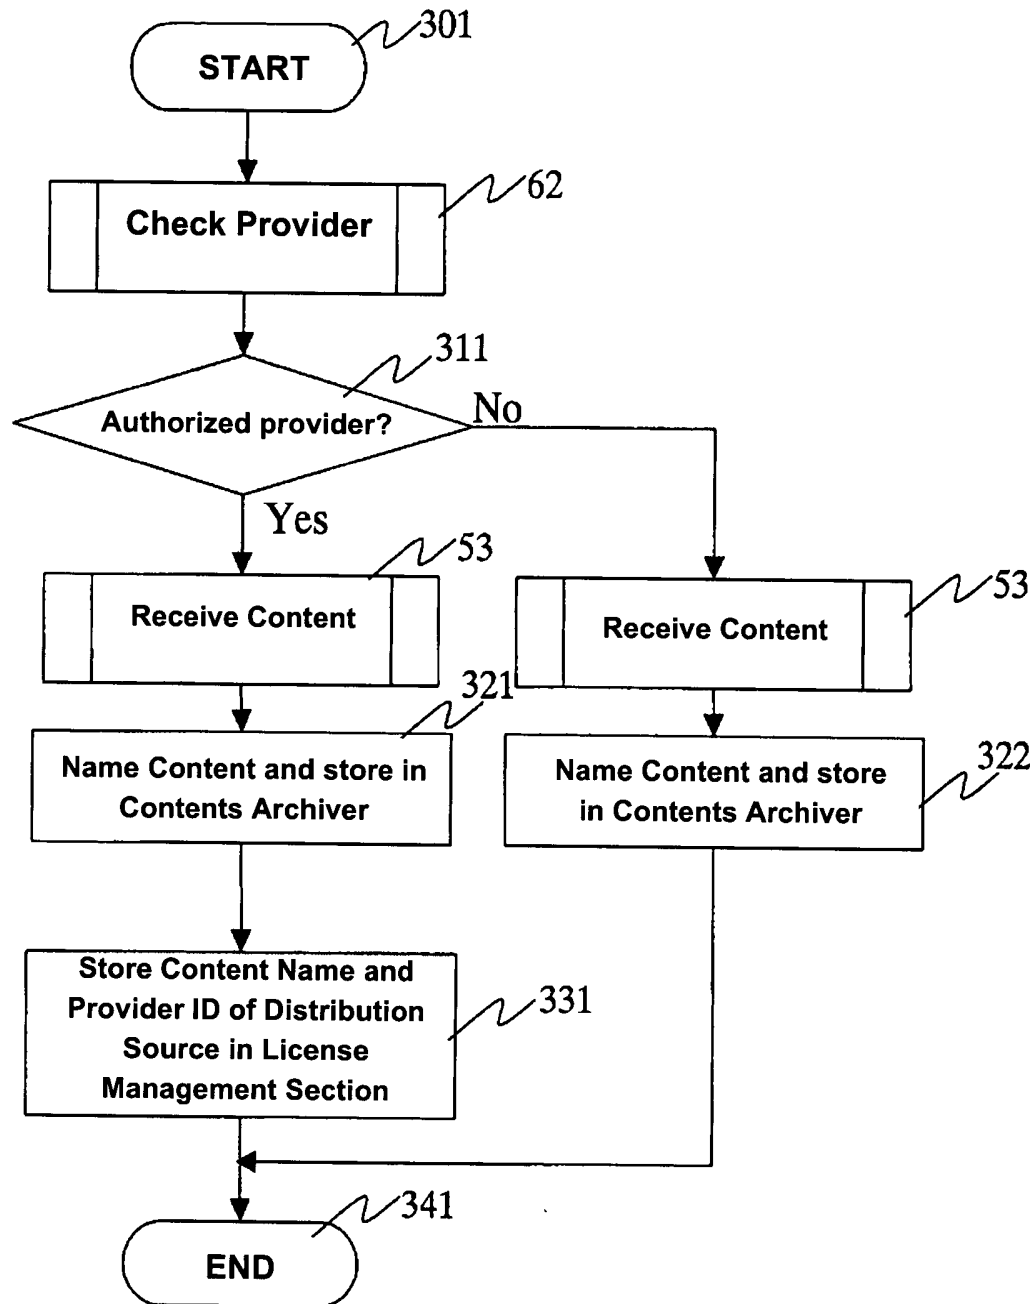 301
START
62
Check Provider
311
Authorized provider?
No
Yes
53
Receive Content
53
Receive Content
321
Name Content and store in
Contents Archiver
322
Name Content and store
in Contents Archiver
Store Content Name and
Provider ID of Distribution
Source in License
Management Section
331
341
END